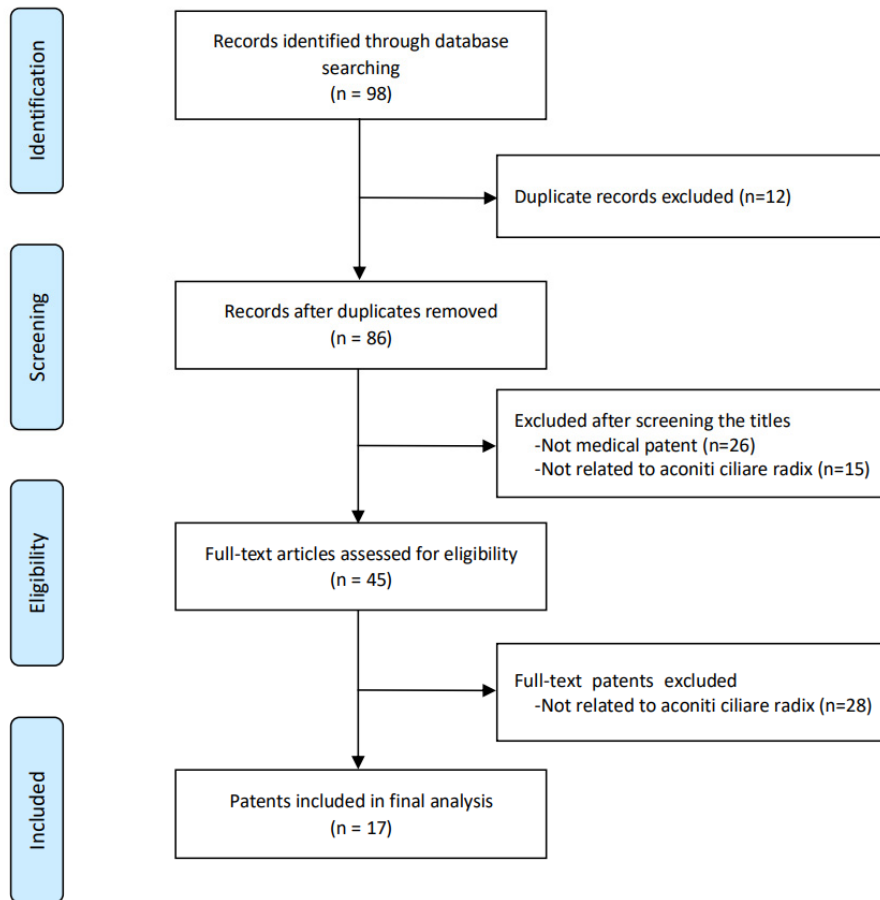 Identification
Records identified through database
searching
(n = 98)
Duplicate records excluded (n=12)
Screening
Records after duplicates removed
(n = 86)
Excluded after screening the titles
-Not medical patent (n=26)
-Not related to aconiti ciliare radix (n=15)
Eligibility
Full-text articles assessed for eligibility
(n = 45)
Full-text patents excluded
-Not related to aconiti ciliare radix (n=28)
Included
Patents included in final analysis
(n = 17)